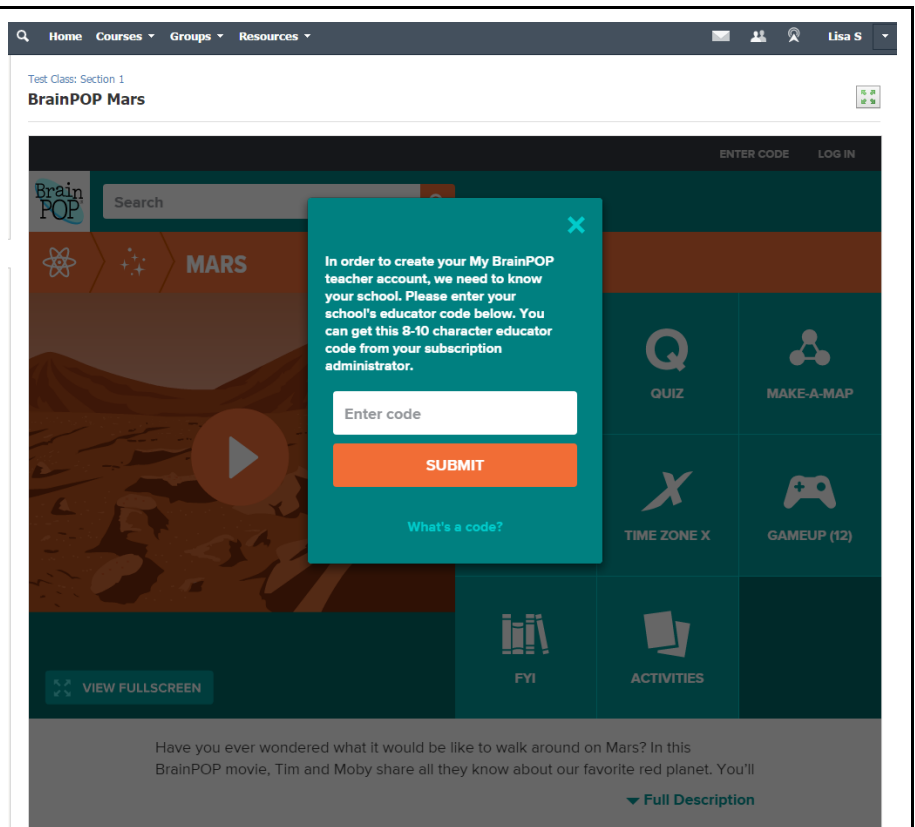 Home Courses Groups Resources Lisa S
Test Class: Section 1
BrainPOP Mars
ENTER CODE LOG IN
Brain
POP
Search
MARS
In order to create your My BrainPOP
teacher account, we need to know
your school. Please enter your
school's educator code below. You
can get this 8-10 character educator
code from your subscription
administrator.
Enter code
SUBMIT
What's a code?
QUIZ MAKE-A-MAP
TIME ZONE X GAMEUP (12)
FYI ACTIVITIES
VIEW FULLSCREEN
Have you ever wondered what it would be like to walk around on Mars? In this
BrainPOP movie, Tim and Moby share all they know about our favorite red planet. You'll
Full Description